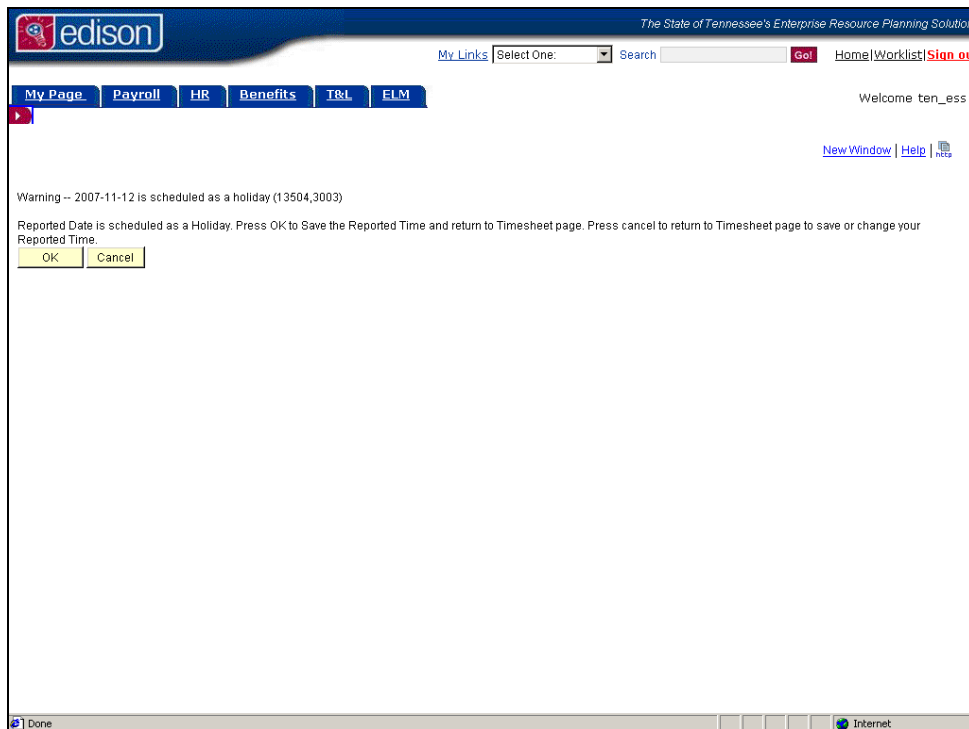 edison
The State of Tennessee's Enterprise Resource Planning Solution
My Links Select One: Search Go! Home|Worklist|Sign ou
My Page Payroll HR Benefits T&L ELM
Welcome ten_ess
New Window | Help | http
Warning -- 2007-11-12 is scheduled as a holiday (13504,3003)
Reported Date is scheduled as a Holiday. Press OK to Save the Reported Time and return to Timesheet page. Press cancel to return to Timesheet page to save or change your
Reported Time.
OK Cancel
Done Internet